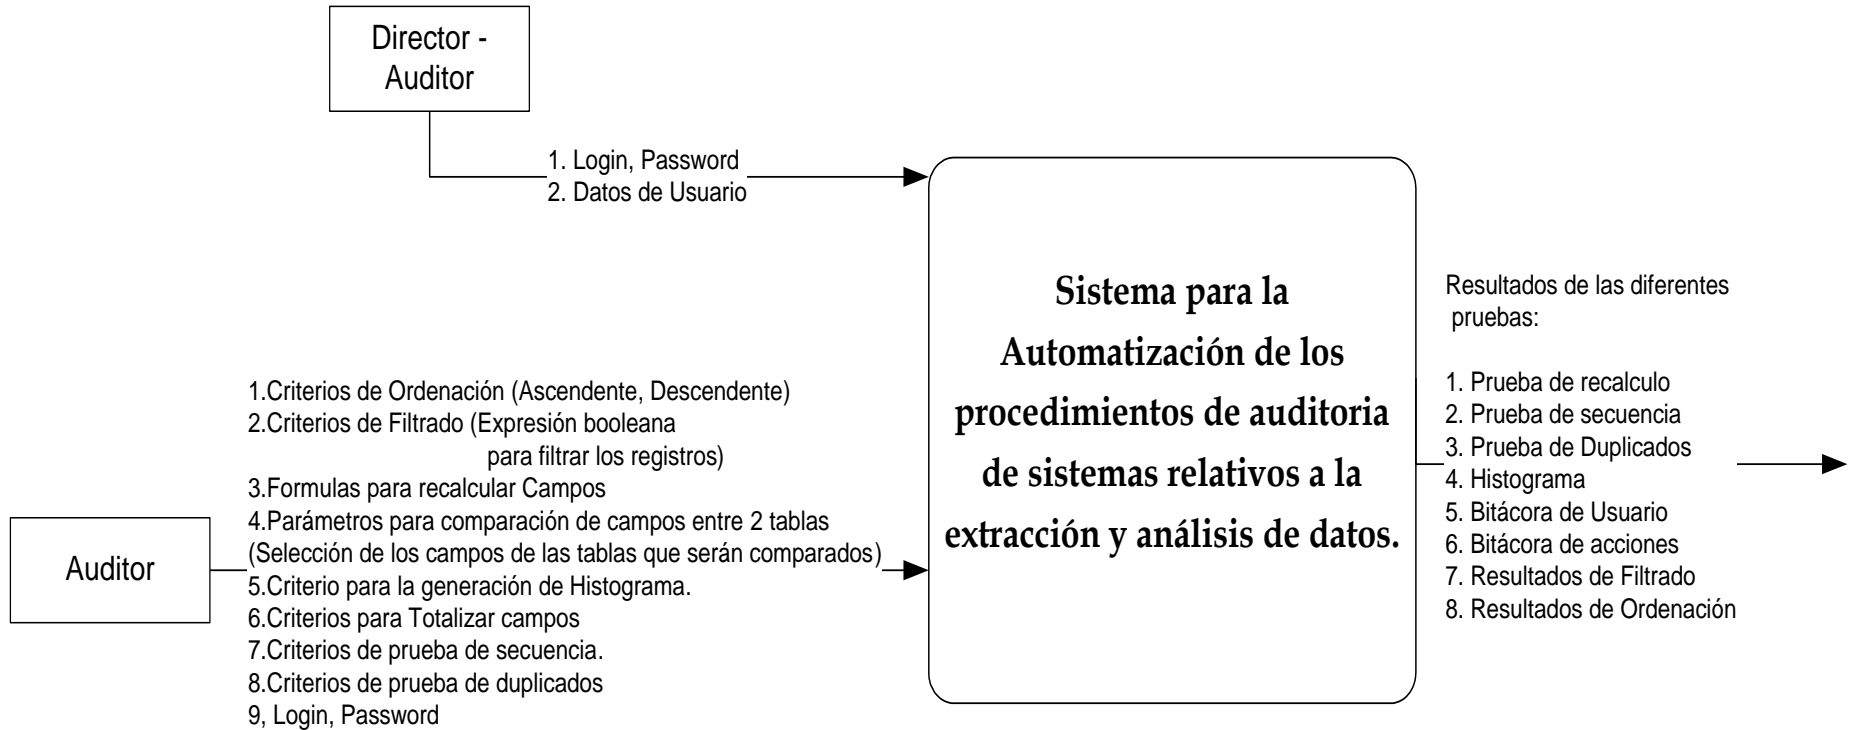 Director -
Auditor
1. Login, Password
2. Datos de Usuario
Auditor
1.Criterios de Ordenación (Ascendente, Descendente)
2.Criterios de Filtrado (Expresión booleana
para filtrar los registros)
3.Formulas para recalcular Campos
4.Parámetros para comparación de campos entre 2 tablas
(Selección de los campos de las tablas que serán comparados)
5.Criterio para la generación de Histograma.
6.Criterios para Totalizar campos
7.Criterios de prueba de secuencia.
8.Criterios de prueba de duplicados
9, Login, Password
Sistema para la
Automatización de los
procedimientos de auditoria
de sistemas relativos a la
extracción y análisis de datos.
Resultados de las diferentes
pruebas:
1. Prueba de recalculo
2. Prueba de secuencia
3. Prueba de Duplicados
4. Histograma
5. Bitácora de Usuario
6. Bitácora de acciones
7. Resultados de Filtrado
8. Resultados de Ordenación